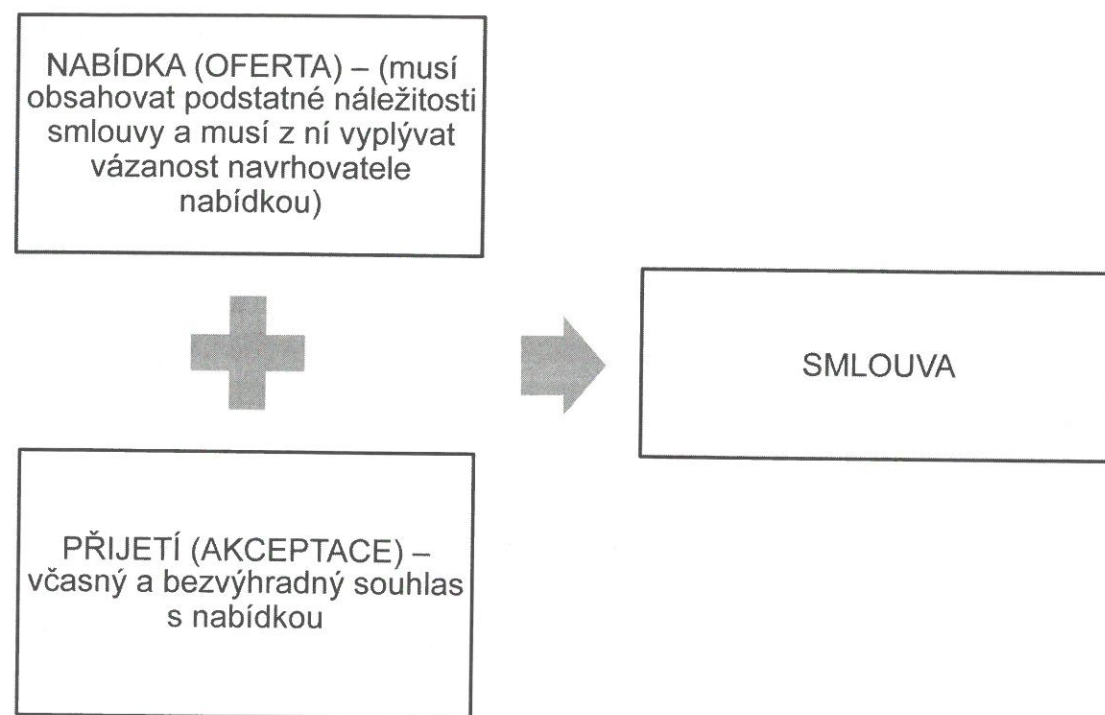 NABÍDKA (OFERTA) – (musí
obsahovat podstatné náležitosti
smlouvy a musí z ní vyplývat
vázanost navrhovatele
nabídkou)
SMLOUVA
PŘIJETÍ (AKCEPTACE) –
včasný a bezvýhradný souhlas
s nabídkou